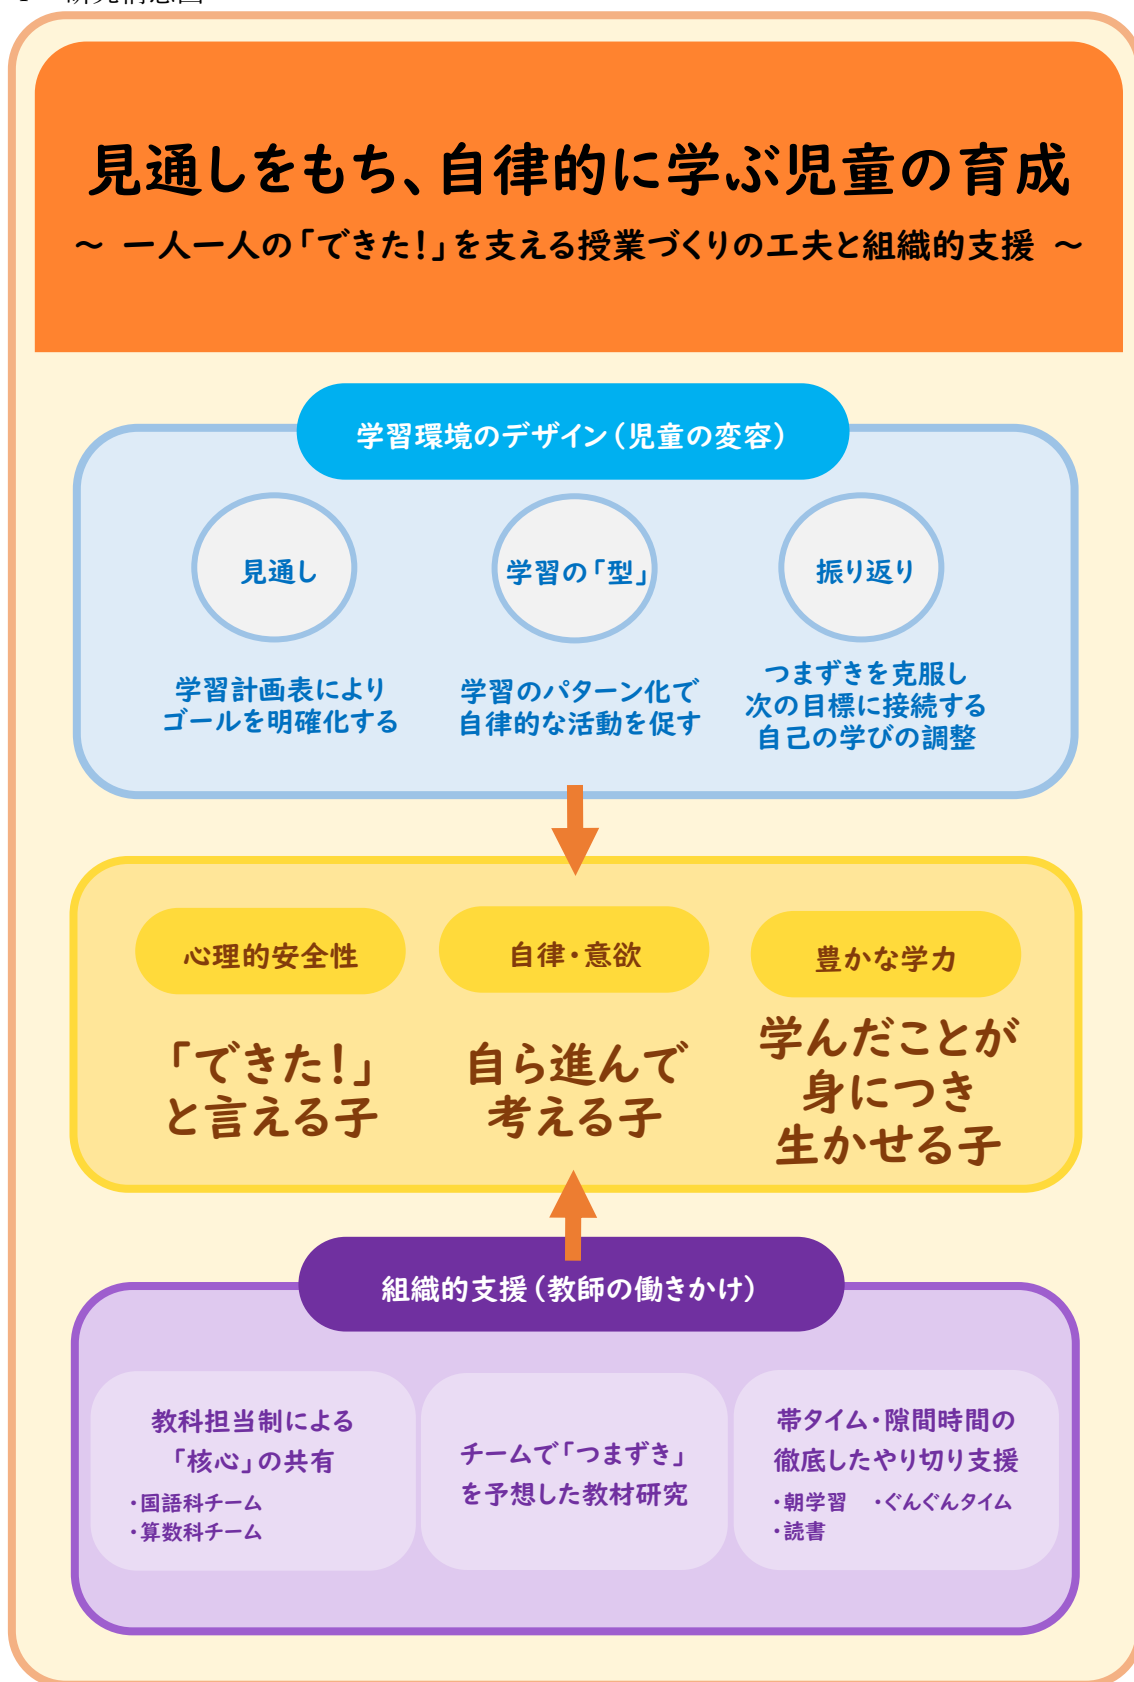 見通しをもち、自律的に学ぶ児童の育成
～ 一人一人の「できた！」を支える授業づくりの工夫と組織的支援 ～
学習環境のデザイン（児童の変容）
見通し
学習計画表により
ゴールを明確化する
学習の「型」
学習のパターン化で
自律的な活動を促す
振り返り
つまずきを克服し
次の目標に接続する
自己の学びの調整
心理的安全性
「できた！」
と言える子
自律・意欲
自ら進んで
考える子
豊かな学力
学んだことが
身につき
生かせる子
組織的支援（教師の働きかけ）
教科担当制による
「核心」の共有
・国語科チーム
・算数科チーム
チームで「つまずき」
を予想した教材研究
帯タイム・隙間時間の
徹底したやり切り支援
・朝学習　・ぐんぐんタイム
・読書